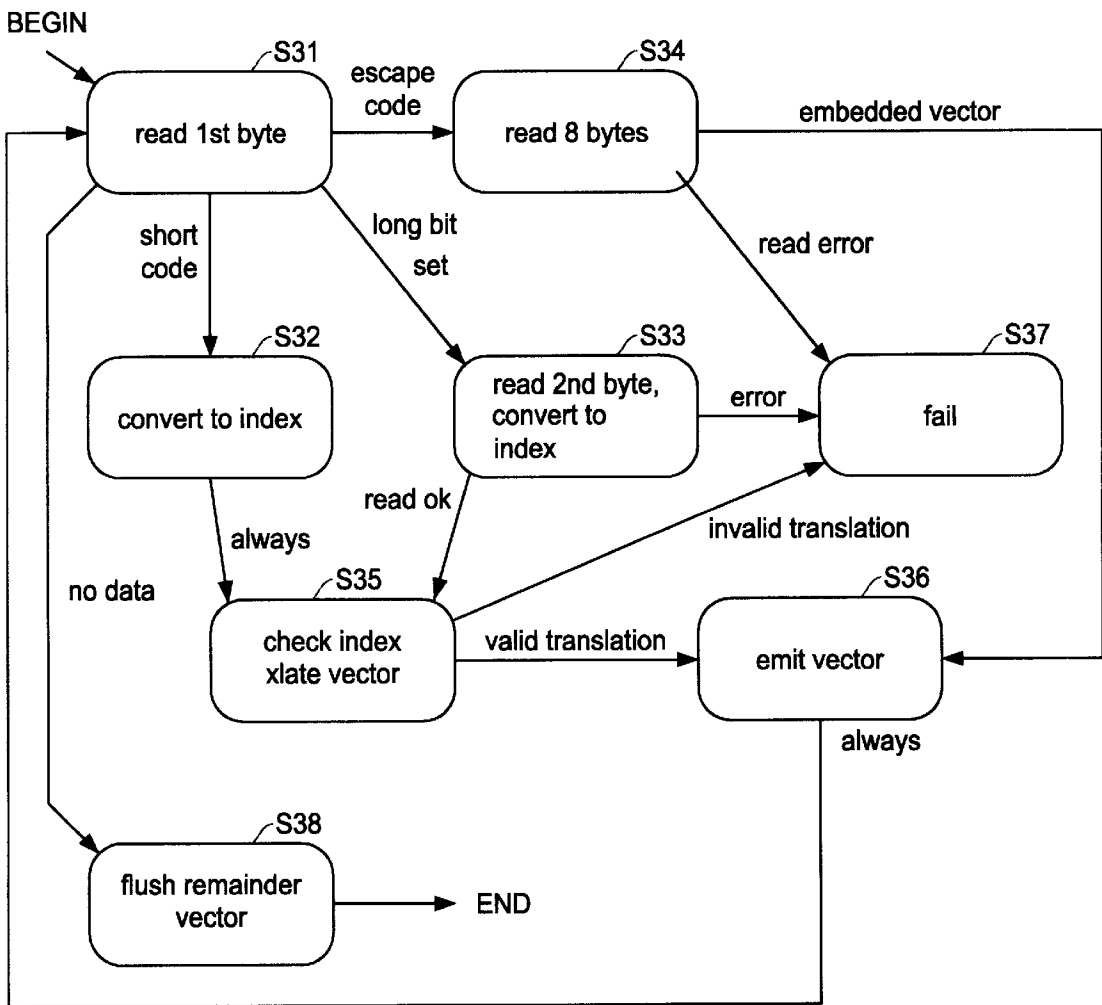 BEGIN
S31
read 1st byte
escape
code
S34
read 8 bytes
embedded vector
short
code
long bit
set
read error
S32
convert to index
S33
read 2nd byte,
convert to
index
error
S37
fail
always
read ok
invalid translation
no data
S35
check index
xlate vector
valid translation
S36
emit vector
always
S38
flush remainder
vector
END